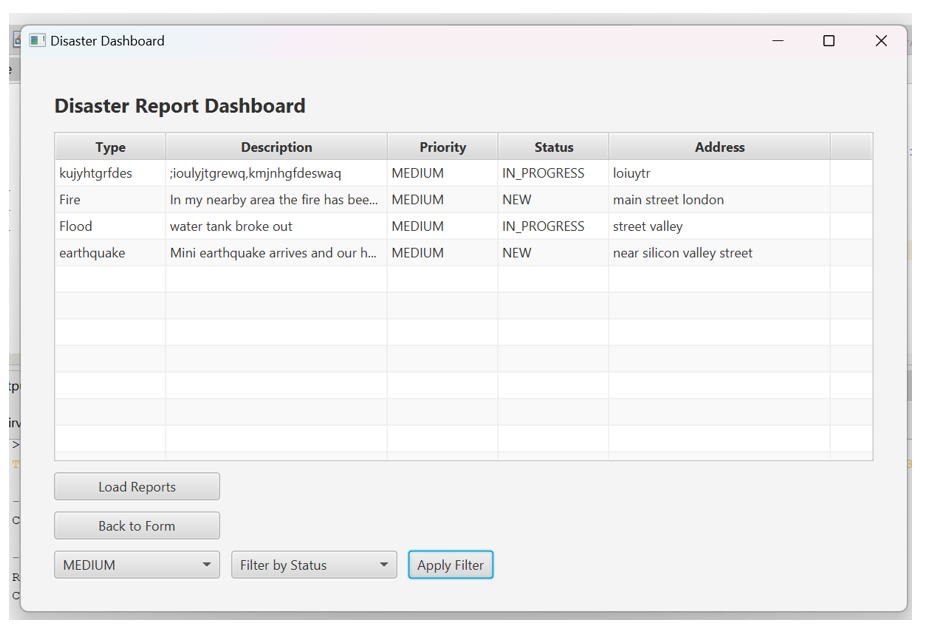 Disaster Dashboard
Disaster Report Dashboard
Type Description Priority Status Address
kujyhtgrfdes ;ioulyjtgrewq,kmjnhgfdeswaq MEDIUM IN_PROGRESS loiuytr
Fire In my nearby area the fire has bee... MEDIUM NEW main street london
Flood water tank broke out MEDIUM IN_PROGRESS street valley
earthquake Mini earthquake arrives and our h... MEDIUM NEW near silicon valley street
Load Reports
Back to Form
MEDIUM Filter by Status Apply Filter